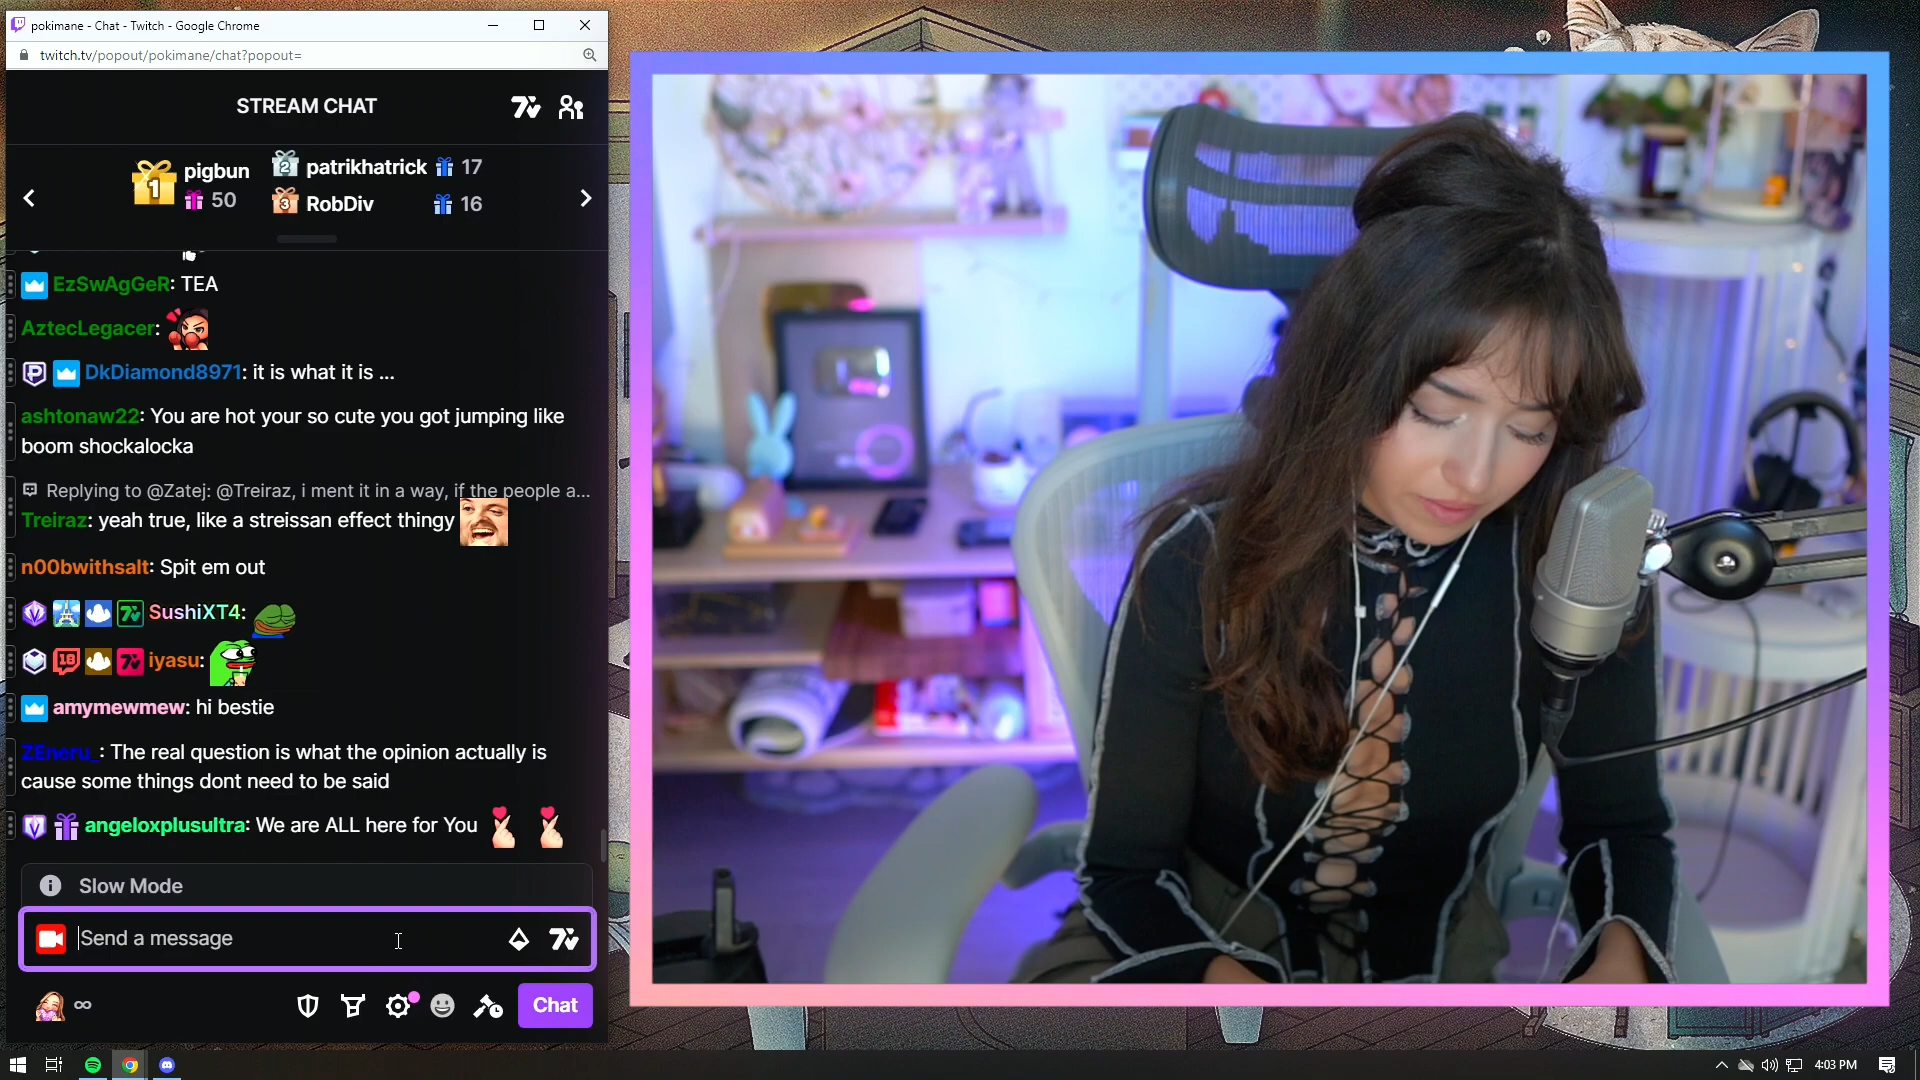 pokimane - Chat - Twitch - Google Chrome
twitch.tv/popout/pokimane/chat?popout=
STREAM CHAT
1 pigbun 50
2 patrikhatrick 17
3 RobDiv 16
EzSwAgGeR: TEA
AztecLegacer:
DkDiamond8971: it is what it is ...
ashtonaw22: You are hot your so cute you got jumping like
boom shockalocka
Replying to @Zatej: @Treiraz, i ment it in a way, if the people a...
Treiraz: yeah true, like a streissan effect thingy
n00bwithsalt: Spit em out
SushiXT4:
18 iyasu:
amymewmew: hi bestie
ZEneru_: The real question is what the opinion actually is
cause some things dont need to be said
angeloxplusultra: We are ALL here for You
Slow Mode
Send a message
∞
Chat
4:03 PM